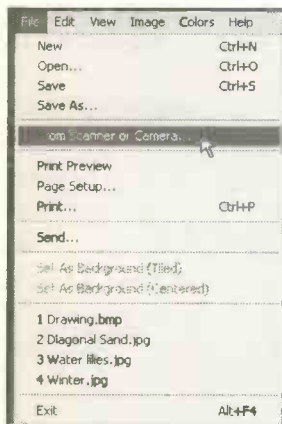 File Edit View Image Colors Help
New Ctrl+N
Open... Ctrl+O
Save Ctrl+S
Save As...
From Scanner or Camera...
Print Preview
Page Setup...
Print... Ctrl+P
Send...
Set As Background (Tiled)
Set As Background (Centered)
1 Drawing.bmp
2 Diagonal Sand.jpg
3 Water lilies.jpg
4 Winter.jpg
Exit Alt+F4